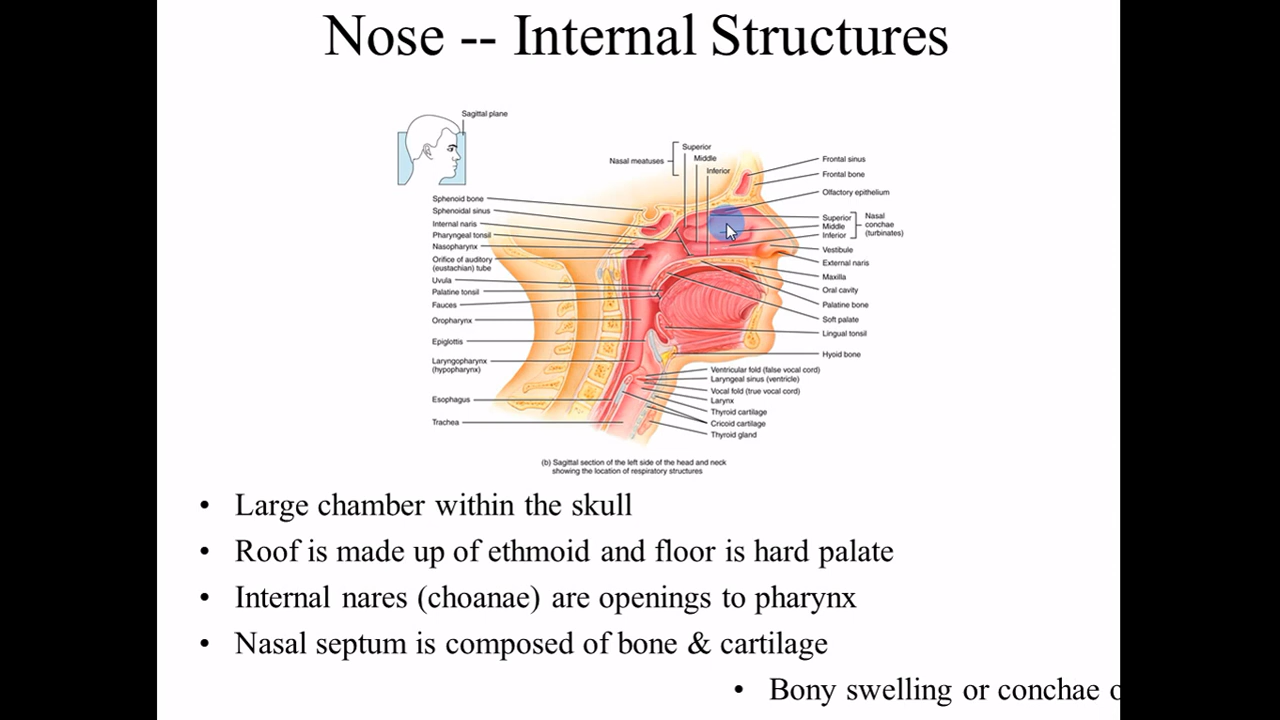 Nose -- Internal Structures
Sagittal plane
Nasal meatuses
Superior
Middle
Inferior
Sphenoid bone
Sphenoidal sinus
Internal naris
Pharyngeal tonsil
Nasopharynx
Orifice of auditory
(eustachian) tube
Uvula
Palatine tonsil
Fauces
Oropharynx
Epiglottis
Laryngopharynx
(hypopharynx)
Esophagus
Trachea
Frontal sinus
Frontal bone
Olfactory epithelium
Superior
Middle
Inferior
Nasal
conchae
(turbinates)
Vestibule
External naris
Maxilla
Oral cavity
Palatine bone
Soft palate
Lingual tonsil
Hyoid bone
Ventricular fold (false vocal cord)
Laryngeal sinus (ventricle)
Vocal fold (true vocal cord)
Larynx
Thyroid cartilage
Cricoid cartilage
Thyroid gland
(b) Sagittal section of the left side of the head and neck
showing the location of respiratory structures
• Large chamber within the skull
• Roof is made up of ethmoid and floor is hard palate
• Internal nares (choanae) are openings to pharynx
• Nasal septum is composed of bone & cartilage
• Bony swelling or conchae